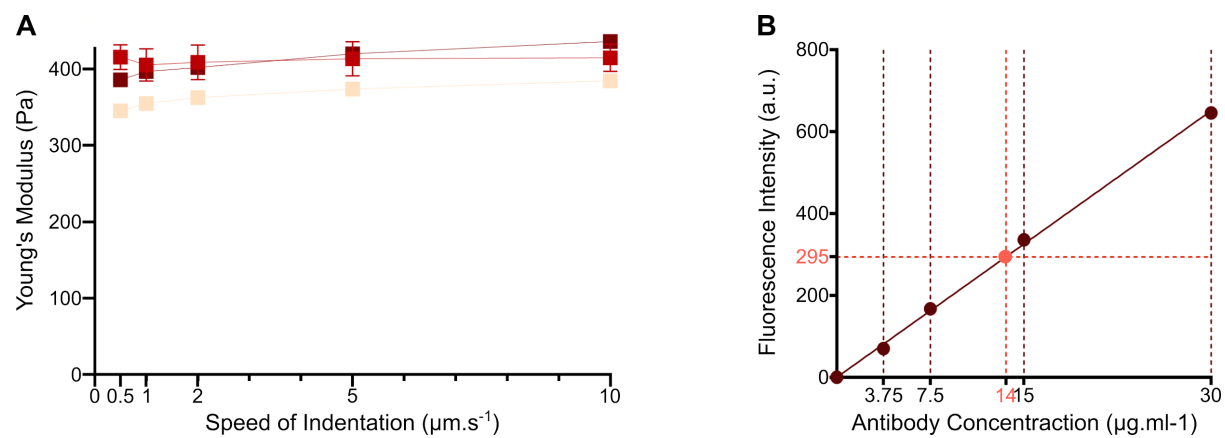 A
Young's Modulus (Pa)
400
300
200
100
0
0 0.5 1 2 5 10
Speed of Indentation (µm.s⁻¹)
B
Fluorescence Intensity (a.u.)
800
600
400
295
200
0
3.75 7.5 14 15 30
Antibody Concentraction (µg.ml-1)